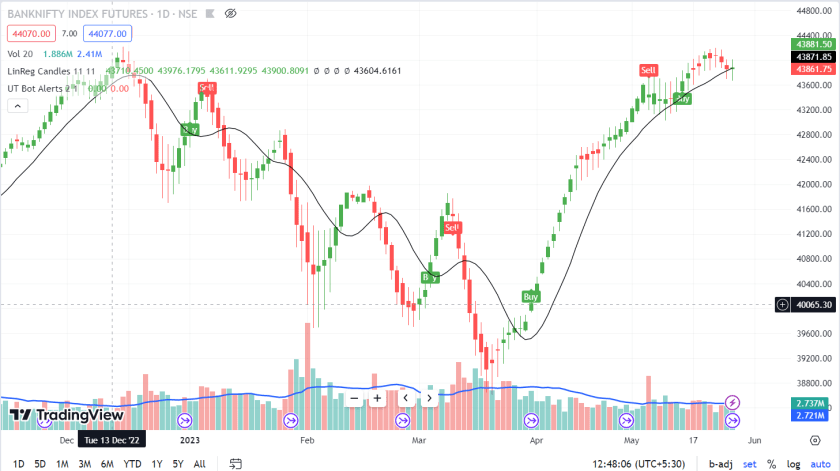 BANKNIFTY INDEX FUTURES · 1D · NSE
44070.00 7.00 44077.00
Vol 20 1.886M 2.41M
LinReg Candles 11 11 43710.4500 43976.1795 43611.9295 43900.8091 Ø Ø Ø Ø 43604.6161
UT Bot Alerts 2 1 0.00 0.00
Sell
Buy
Buy
Sell
Buy
Sell
Buy
44800.00
44400.00
43881.50
43871.85
43861.75
43600.00
43200.00
42800.00
42400.00
42000.00
41600.00
41200.00
40800.00
40400.00
40065.30
39600.00
39200.00
38800.00
2.737M
2.721M
TradingView
Dec Tue 13 Dec '22 2023 Feb Mar Apr May 17 Jun
1D 5D 1M 3M 6M YTD 1Y 5Y All 12:48:06 (UTC+5:30) b-adj set % log auto